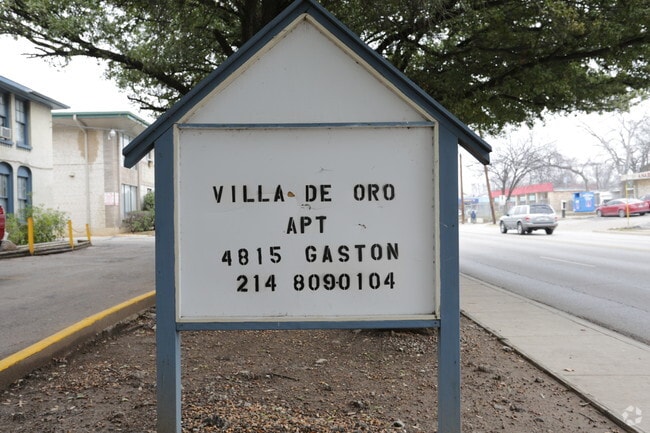 VILLA DE ORO
APT
4815 GASTON
214 8090104